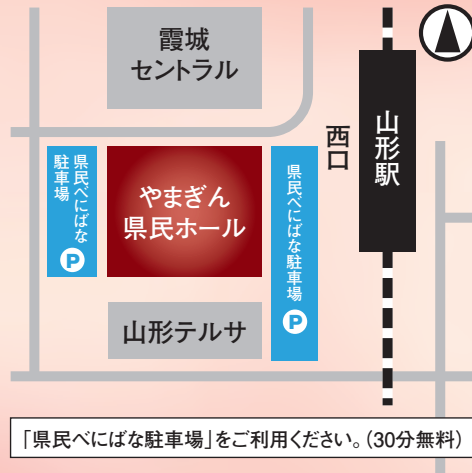 霞城
セントラル
山形駅
西口
県民べにばな
駐車場
P
やまぎん
県民ホール
県民べにばな駐車場
P
山形テルサ
「県民べにばな駐車場」をご利用ください。(30分無料)